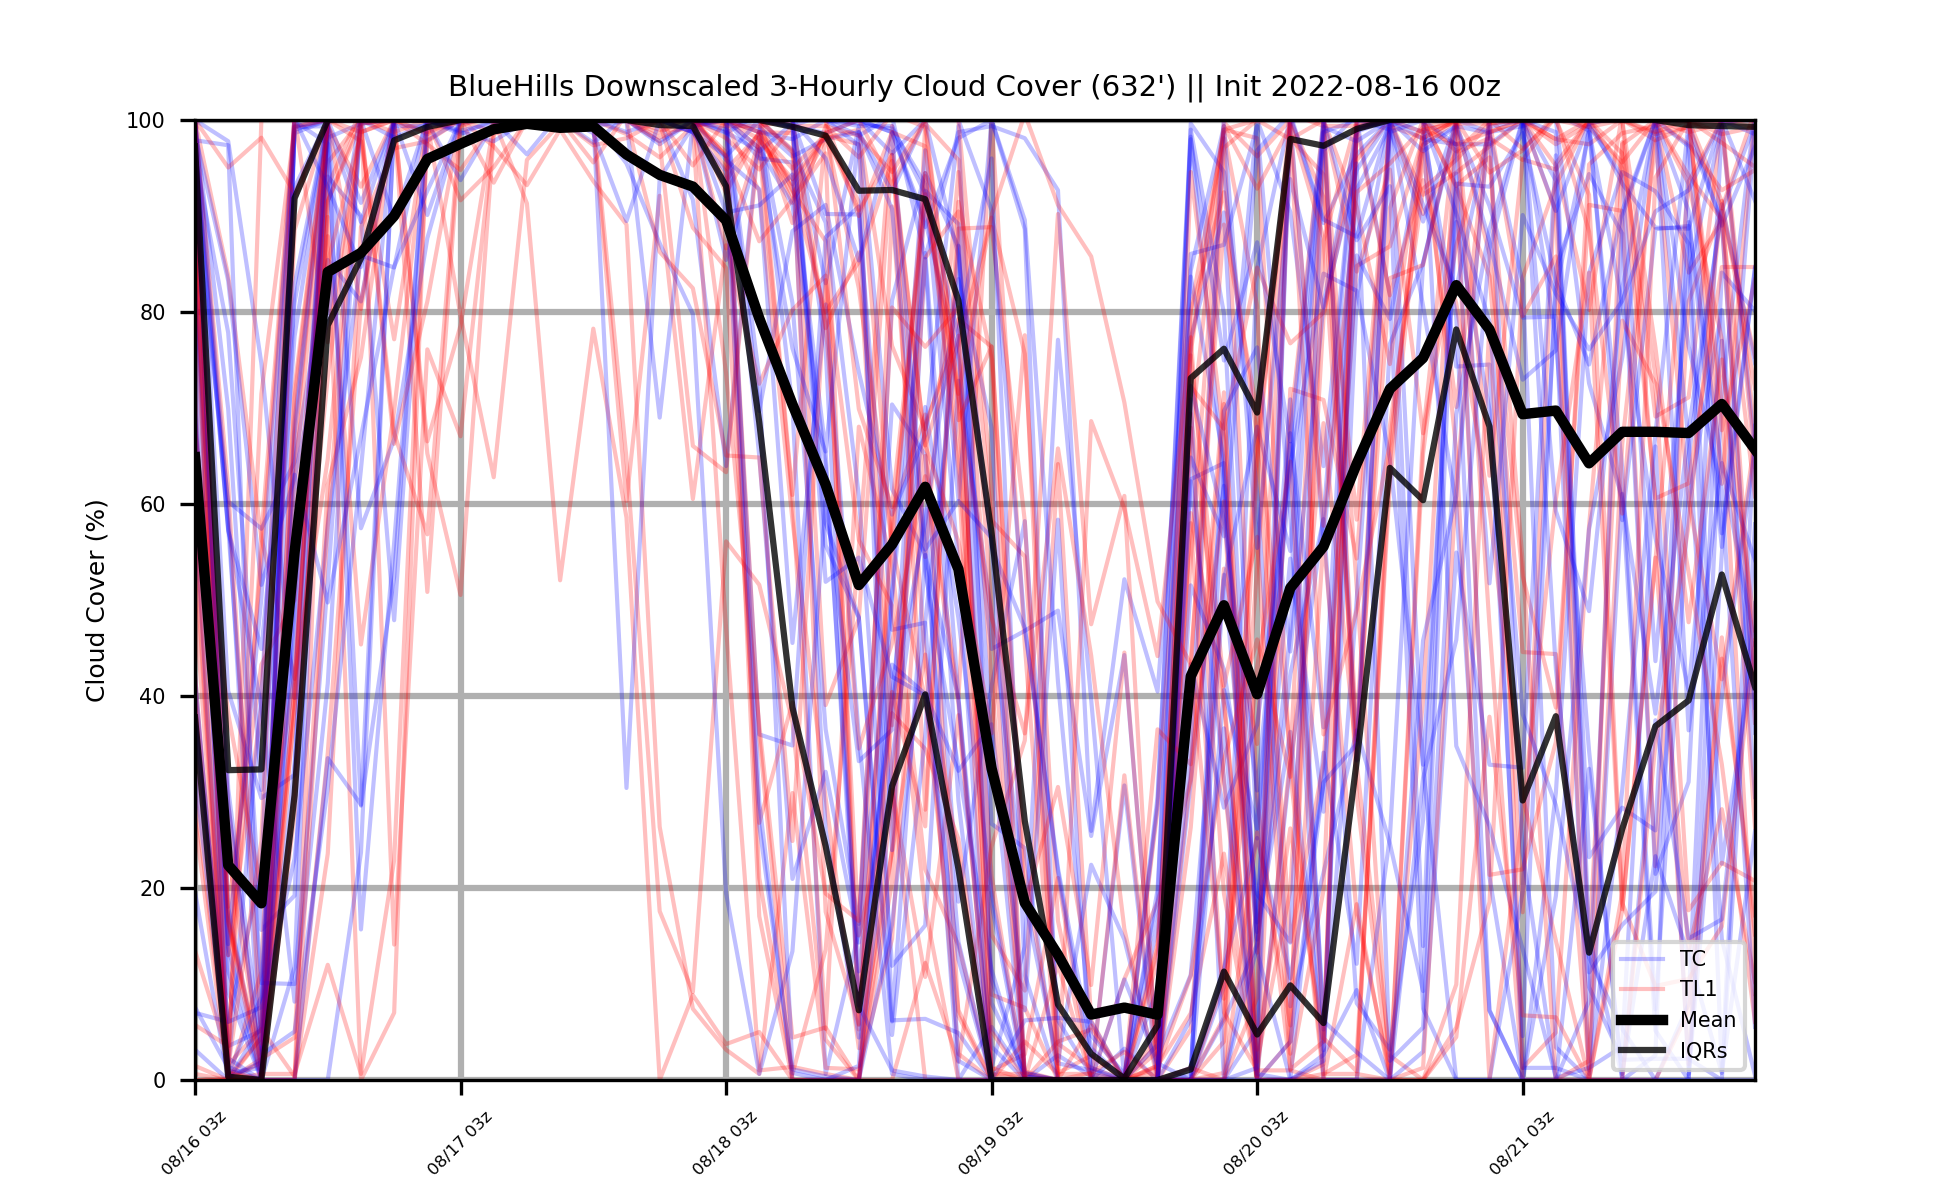 BlueHills Downscaled 3-Hourly Cloud Cover (632') || Init 2022-08-16 00z
Cloud Cover (%)
100
80
60
40
20
0
08/16 03z
08/17 03z
08/18 03z
08/19 03z
08/20 03z
08/21 03z
TC
TL1
Mean
IQRs